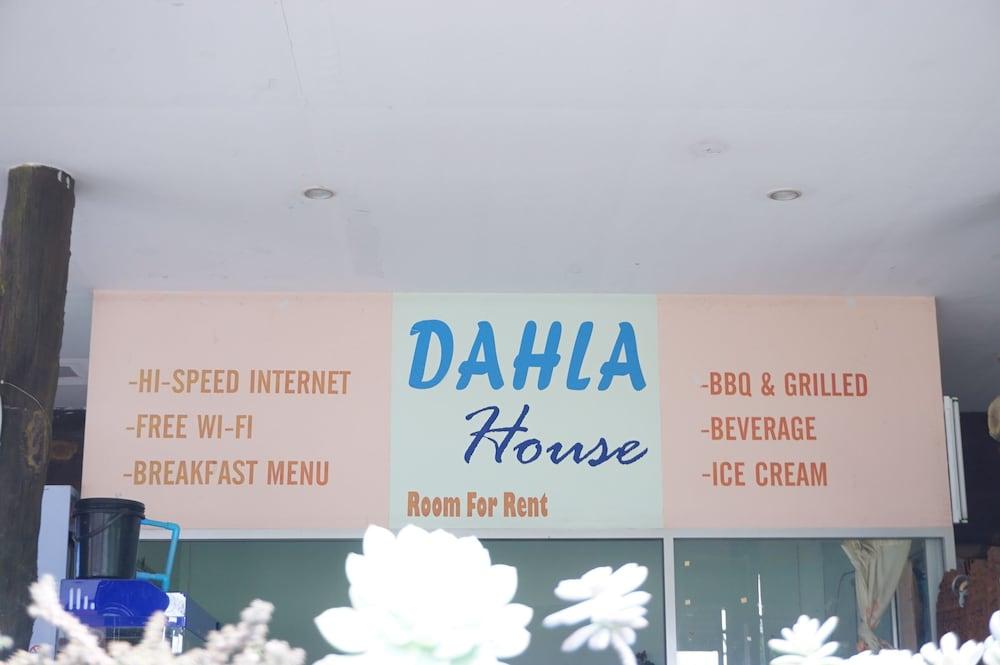 -HI-SPEED INTERNET
-FREE WI-FI
-BREAKFAST MENU
DAHLA
House
Room For Rent
-BBQ & GRILLED
-BEVERAGE
-ICE CREAM